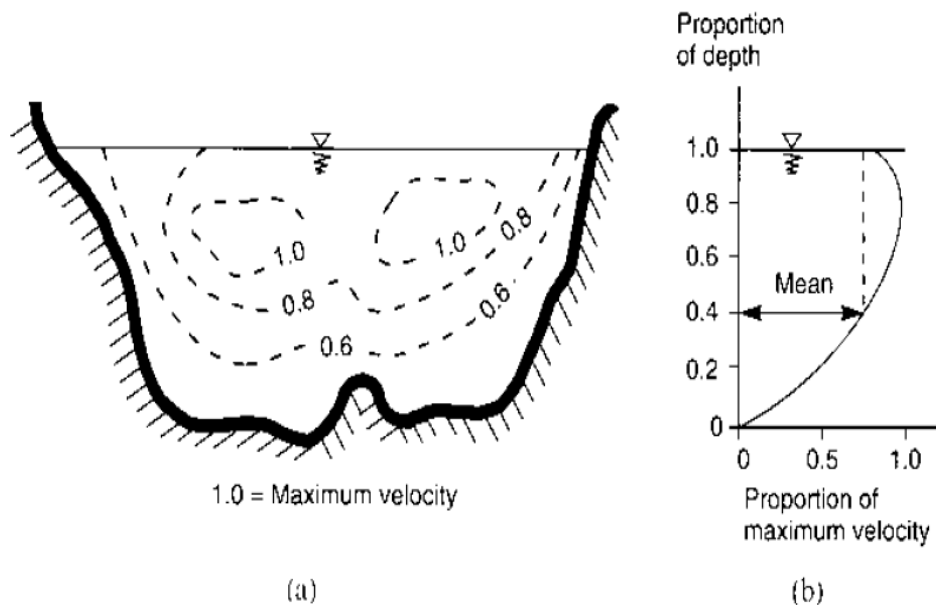 1.0
1.0
0.8
0.8
0.6
0.6
1.0 = Maximum velocity
(a)
Proportion
of depth
1.0
0.8
0.6
Mean
0.4
0.2
0
0
0.5
1.0
Proportion of
maximum velocity
(b)